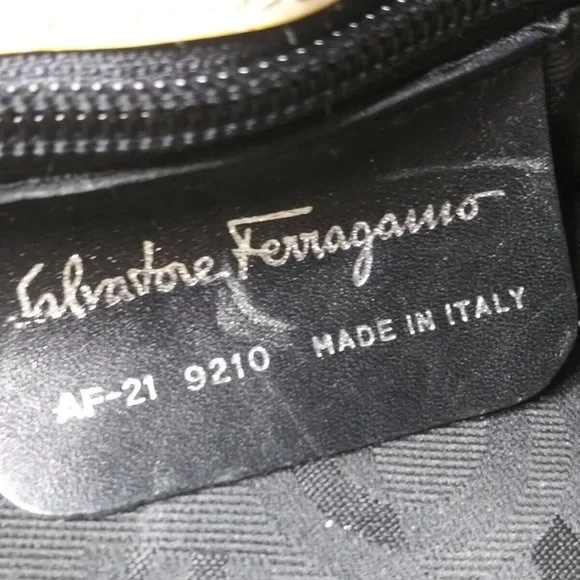 Salvatore Ferragamo
AF-21 9210 MADE IN ITALY